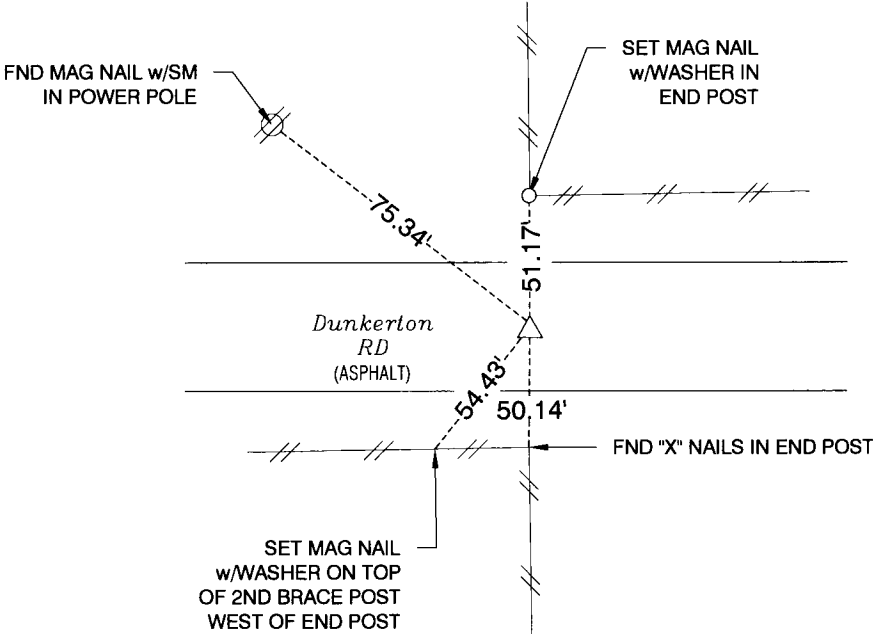 FND MAG NAIL w/SM
IN POWER POLE
SET MAG NAIL
w/WASHER IN
END POST
75.34'
51.17'
Dunkerton
RD
(ASPHALT)
54.43'
50.14'
FND "X" NAILS IN END POST
SET MAG NAIL
w/WASHER ON TOP
OF 2ND BRACE POST
WEST OF END POST